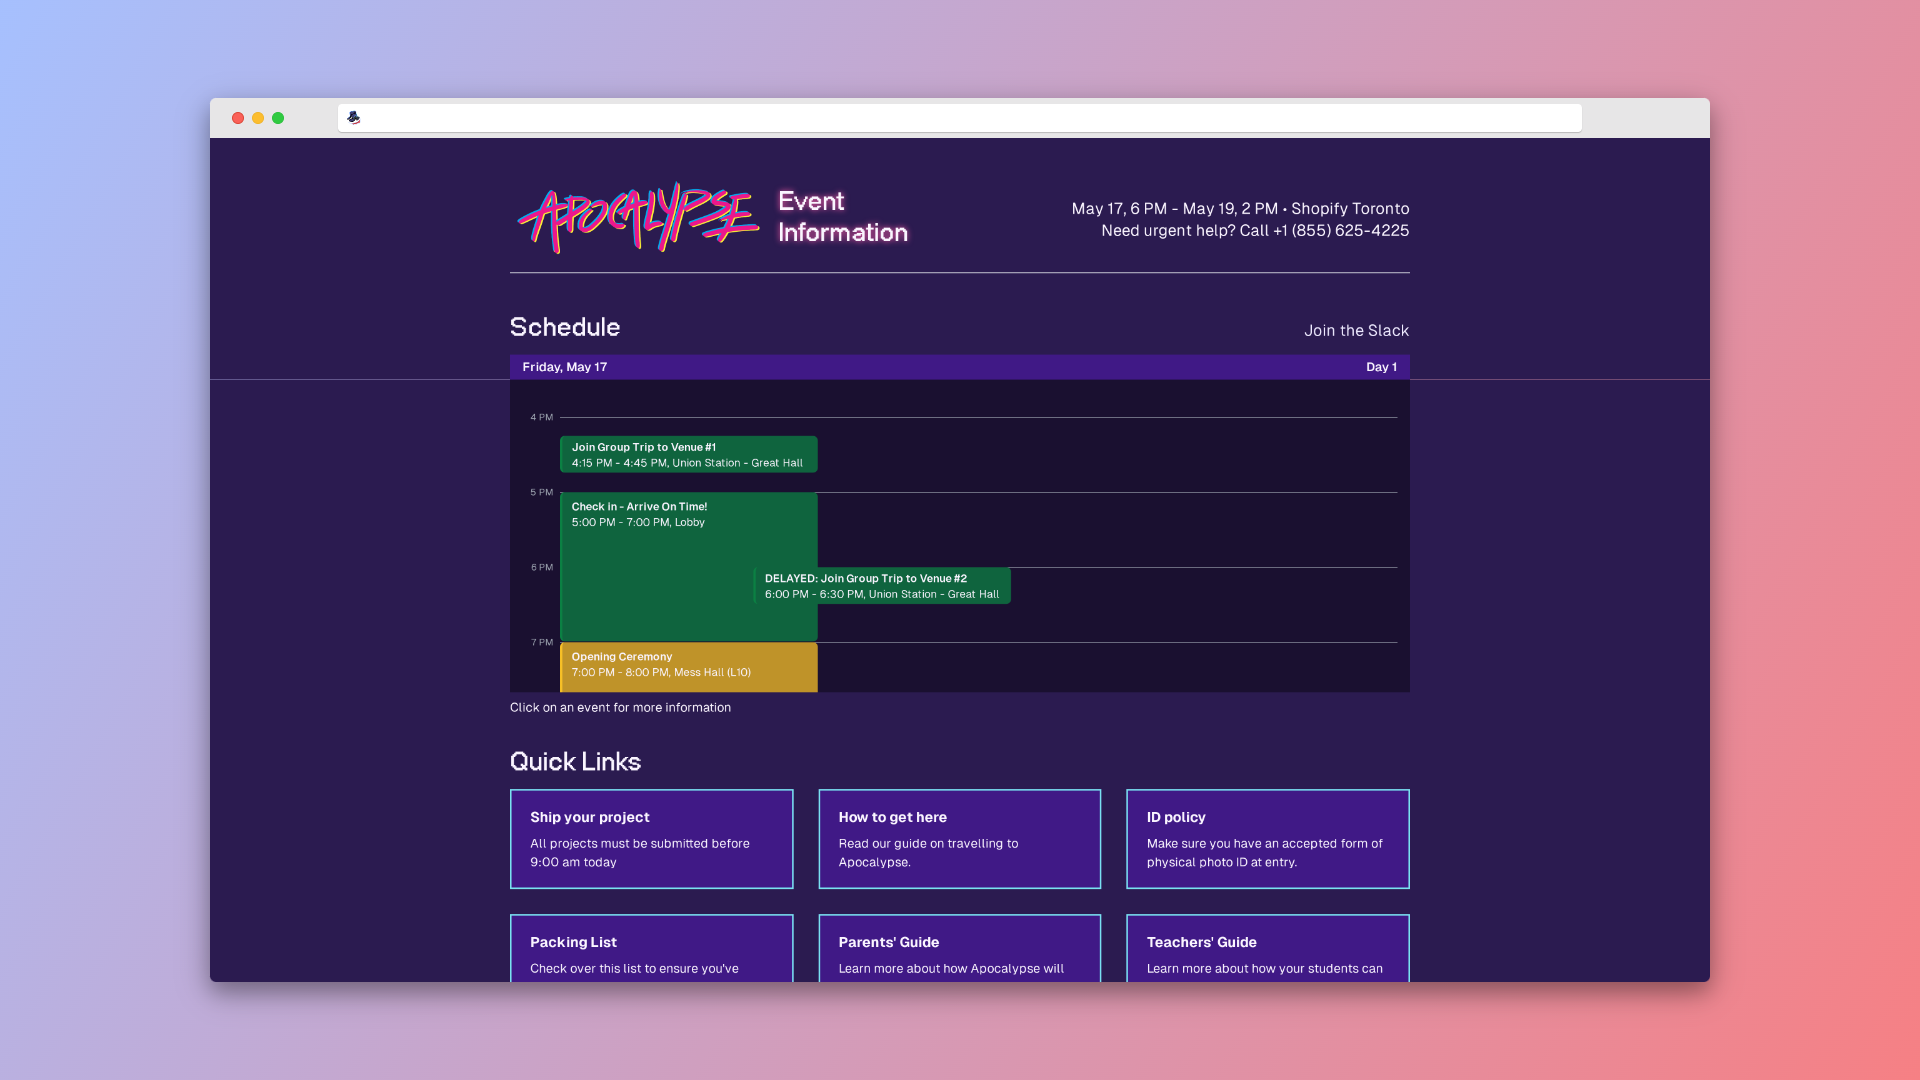 APOCALYPSE
Event
Information
May 17, 6 PM - May 19, 2 PM • Shopify Toronto
Need urgent help? Call +1 (855) 625-4225
Schedule
Join the Slack
Friday, May 17
Day 1
4 PM
Join Group Trip to Venue #1
4:15 PM - 4:45 PM, Union Station - Great Hall
5 PM
Check in - Arrive On Time!
5:00 PM - 7:00 PM, Lobby
6 PM
DELAYED: Join Group Trip to Venue #2
6:00 PM - 6:30 PM, Union Station - Great Hall
7 PM
Opening Ceremony
7:00 PM - 8:00 PM, Mess Hall (L10)
Click on an event for more information
Quick Links
Ship your project
All projects must be submitted before
9:00 am today
How to get here
Read our guide on travelling to
Apocalypse.
ID policy
Make sure you have an accepted form of
physical photo ID at entry.
Packing List
Check over this list to ensure you've
Parents' Guide
Learn more about how Apocalypse will
Teachers' Guide
Learn more about how your students can